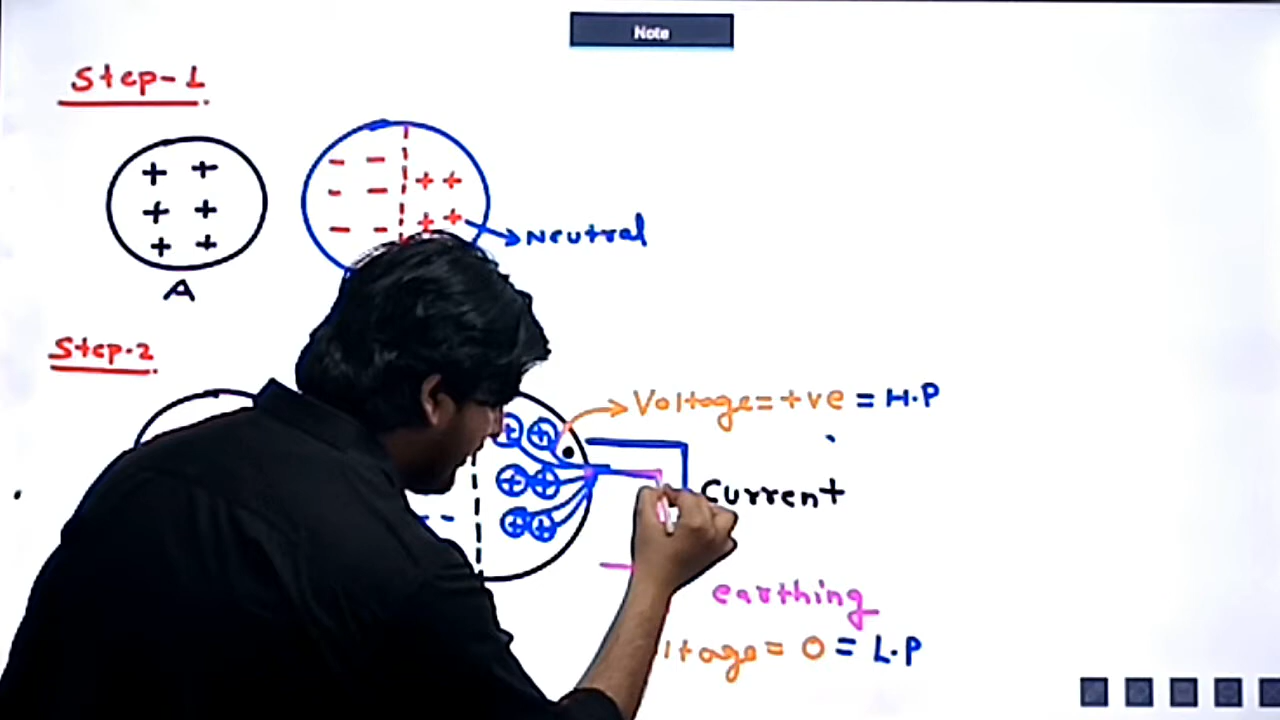 Note
Step-1
+ +
+ +
+ +
- -
- -
- -
+ +
+ +
Neutral
A
Step-2
Voltage = +ve = H.P
+ +
+ +
+ +
Current
earthing
ltage = 0 = L.P